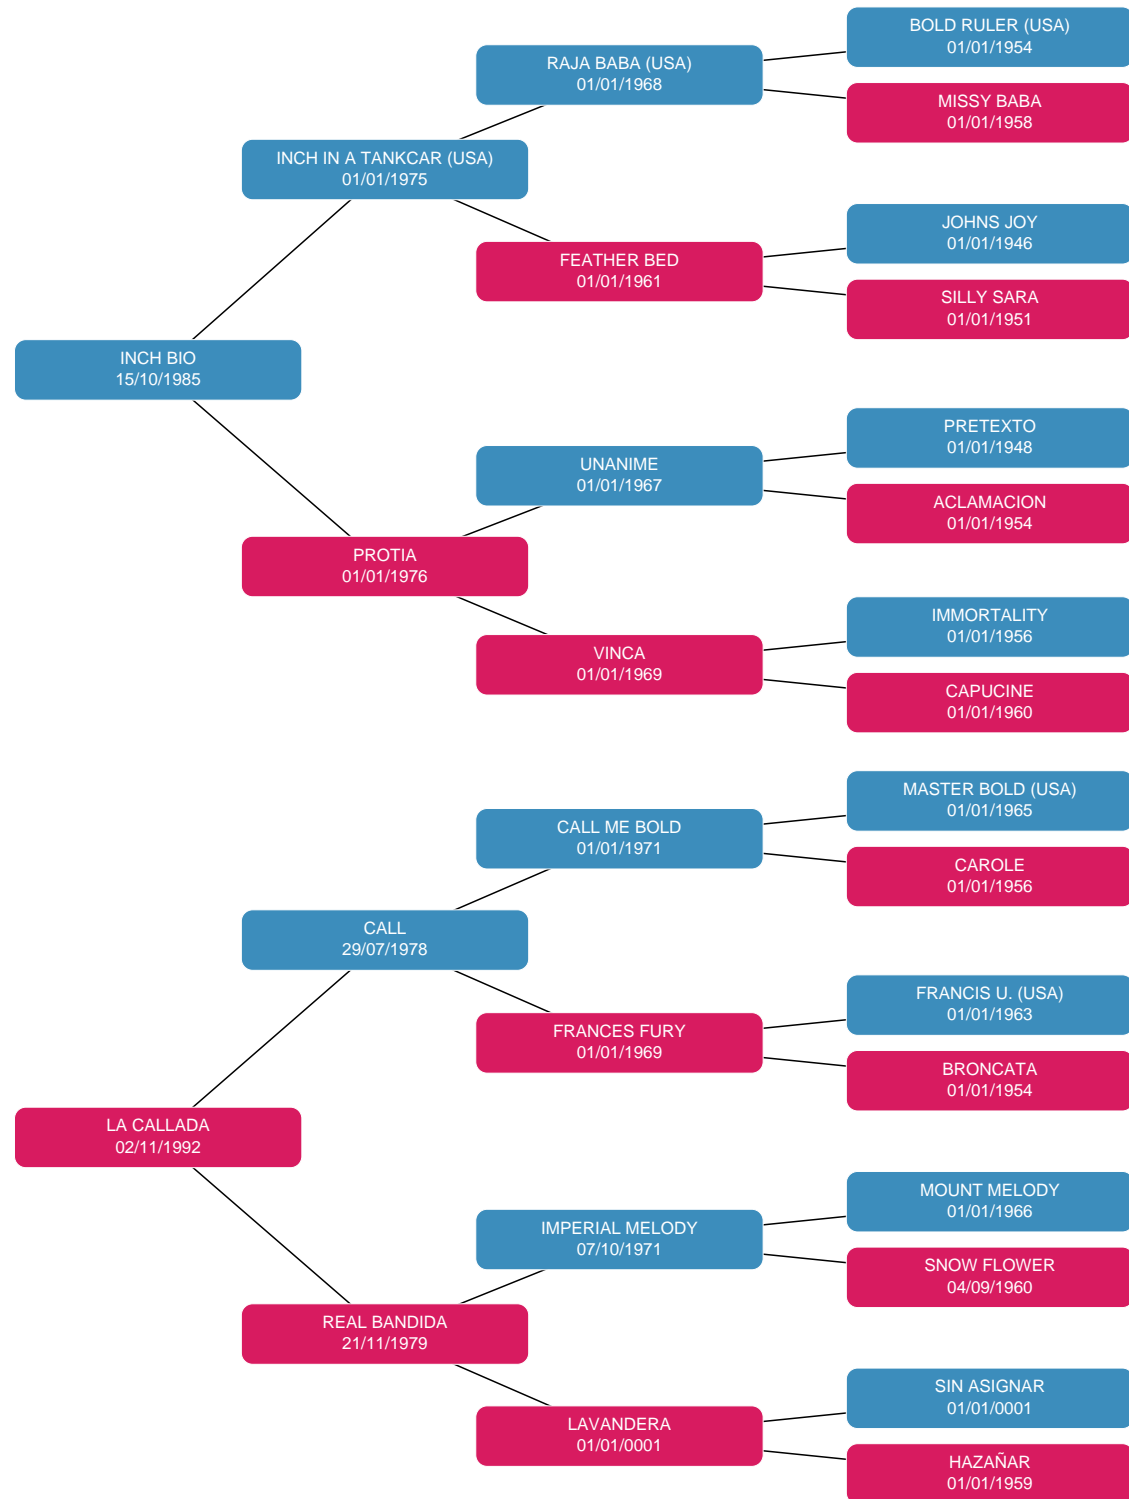 BOLD RULER (USA)
01/01/1954
RAJA BABA (USA)
01/01/1968
MISSY BABA
01/01/1958
INCH IN A TANKCAR (USA)
01/01/1975
JOHNS JOY
01/01/1946
FEATHER BED
01/01/1961
SILLY SARA
01/01/1951
INCH BIO
15/10/1985
PRETEXTO
01/01/1948
UNANIME
01/01/1967
ACLAMACION
01/01/1954
PROTIA
01/01/1976
IMMORTALITY
01/01/1956
VINCA
01/01/1969
CAPUCINE
01/01/1960
MASTER BOLD (USA)
01/01/1965
CALL ME BOLD
01/01/1971
CAROLE
01/01/1956
CALL
29/07/1978
FRANCIS U. (USA)
01/01/1963
FRANCES FURY
01/01/1969
BRONCATA
01/01/1954
LA CALLADA
02/11/1992
MOUNT MELODY
01/01/1966
IMPERIAL MELODY
07/10/1971
SNOW FLOWER
04/09/1960
REAL BANDIDA
21/11/1979
SIN ASIGNAR
01/01/0001
LAVANDERA
01/01/0001
HAZAÑAR
01/01/1959